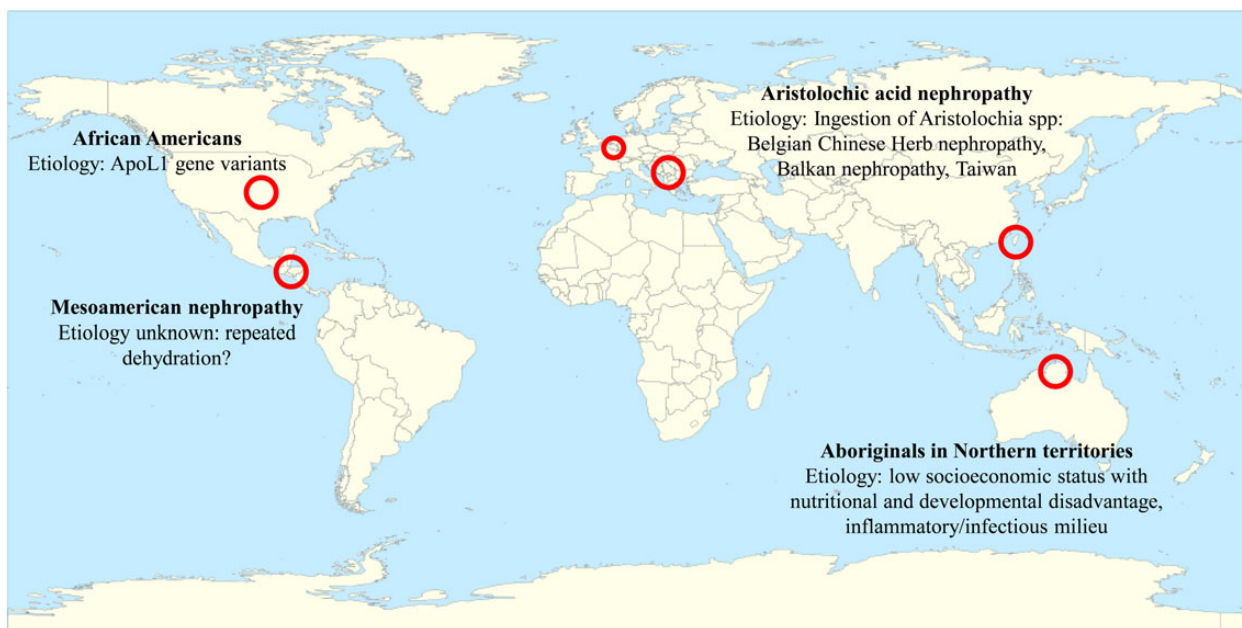 African Americans
Etiology: ApoL1 gene variants
Mesoamerican nephropathy
Etiology unknown: repeated
dehydration?
Aristolochic acid nephropathy
Etiology: Ingestion of Aristolochia spp:
Belgian Chinese Herb nephropathy,
Balkan nephropathy, Taiwan
Aboriginals in Northern territories
Etiology: low socioeconomic status with
nutritional and developmental disadvantage,
inflammatory/infectious milieu